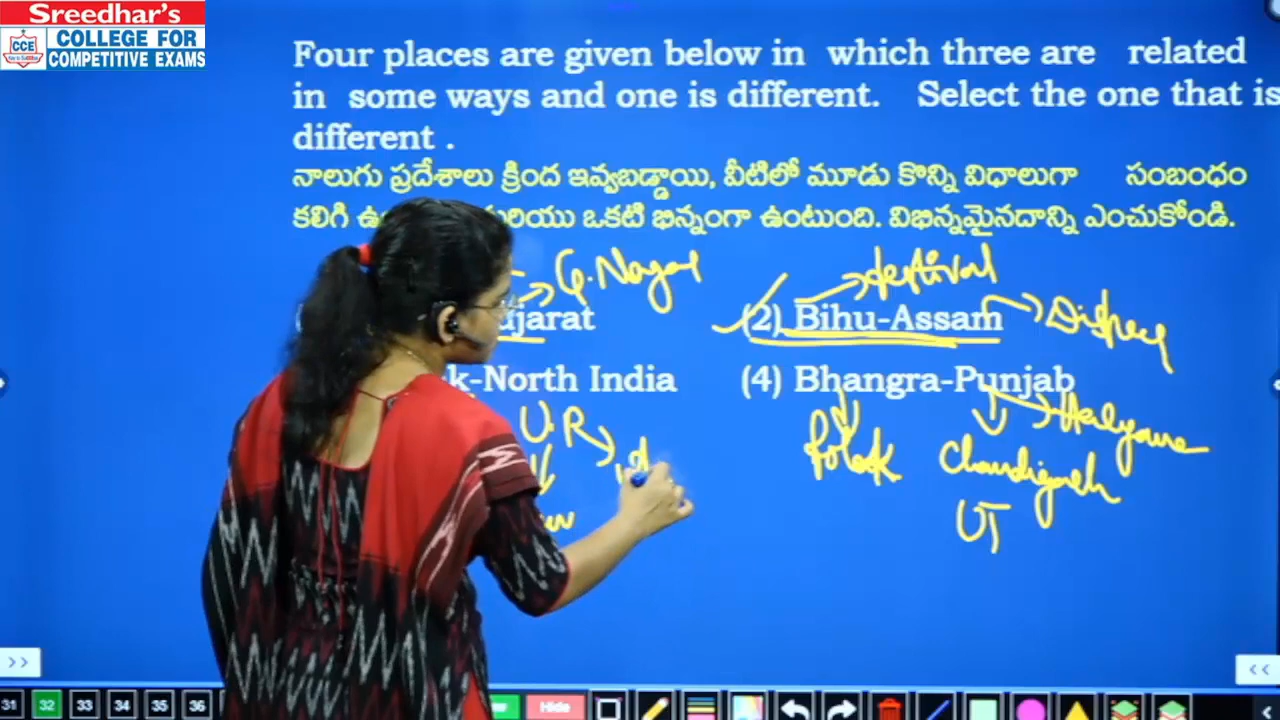 Sreedhar's
CCE
COLLEGE FOR
COMPETITIVE EXAMS
Four places are given below in which three are related
in some ways and one is different. Select the one that is
different .
నాలుగు ప్రదేశాలు క్రింద ఇవ్వబడ్డాయి, వీటిలో మూడు కొన్ని విధాలుగా సంబంధం
కలిగి మరియు ఒకటి భిన్నంగా ఉంటుంది. విభిన్నమైనదాన్ని ఎంచుకోండి.
G. Nagar
festival
(2) Bihu-Assam
Dispur
-North India
(4) Bhangra-Punjab
Haryana
Chandigarh
UT
>>
<<
31 32 33 34 35 36 Hide